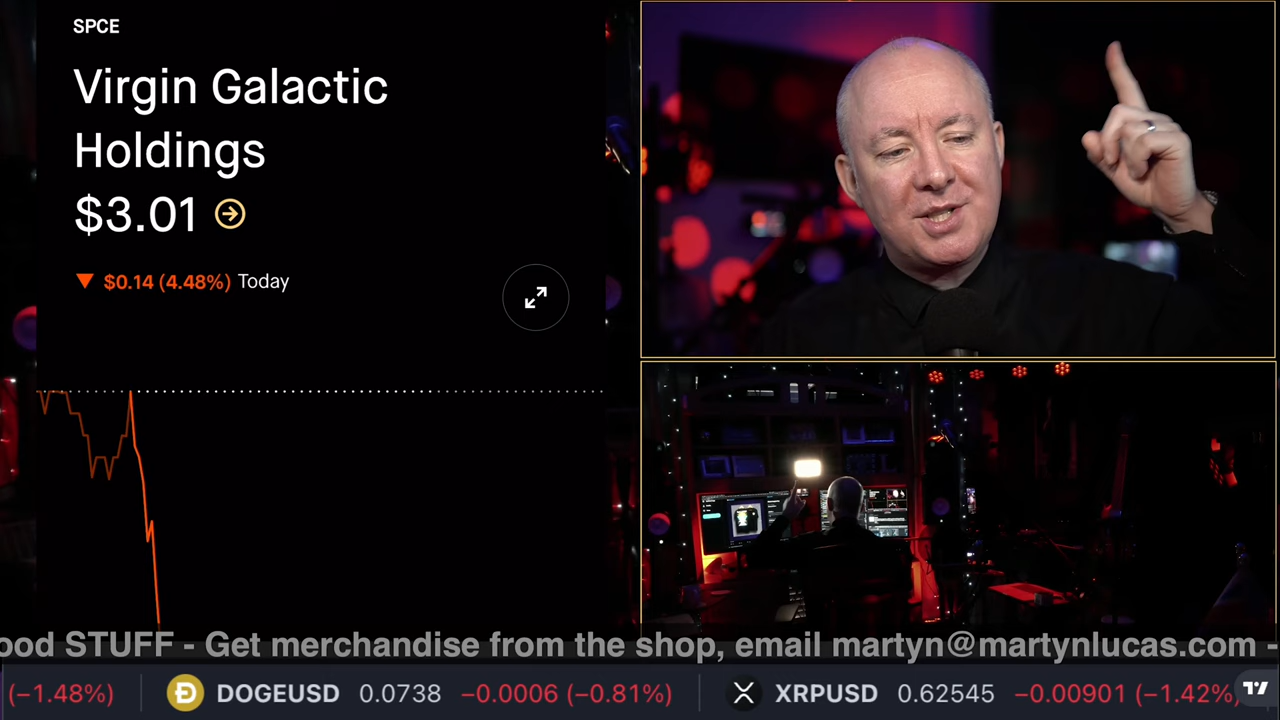 SPCE
Virgin Galactic
Holdings
$3.01
$0.14 (4.48%) Today
ood STUFF - Get merchandise from the shop, email martyn@martynlucas.com -
(−1.48%) DOGEUSD 0.0738 −0.0006 (−0.81%) XRPUSD 0.62545 −0.00901 (−1.42%)